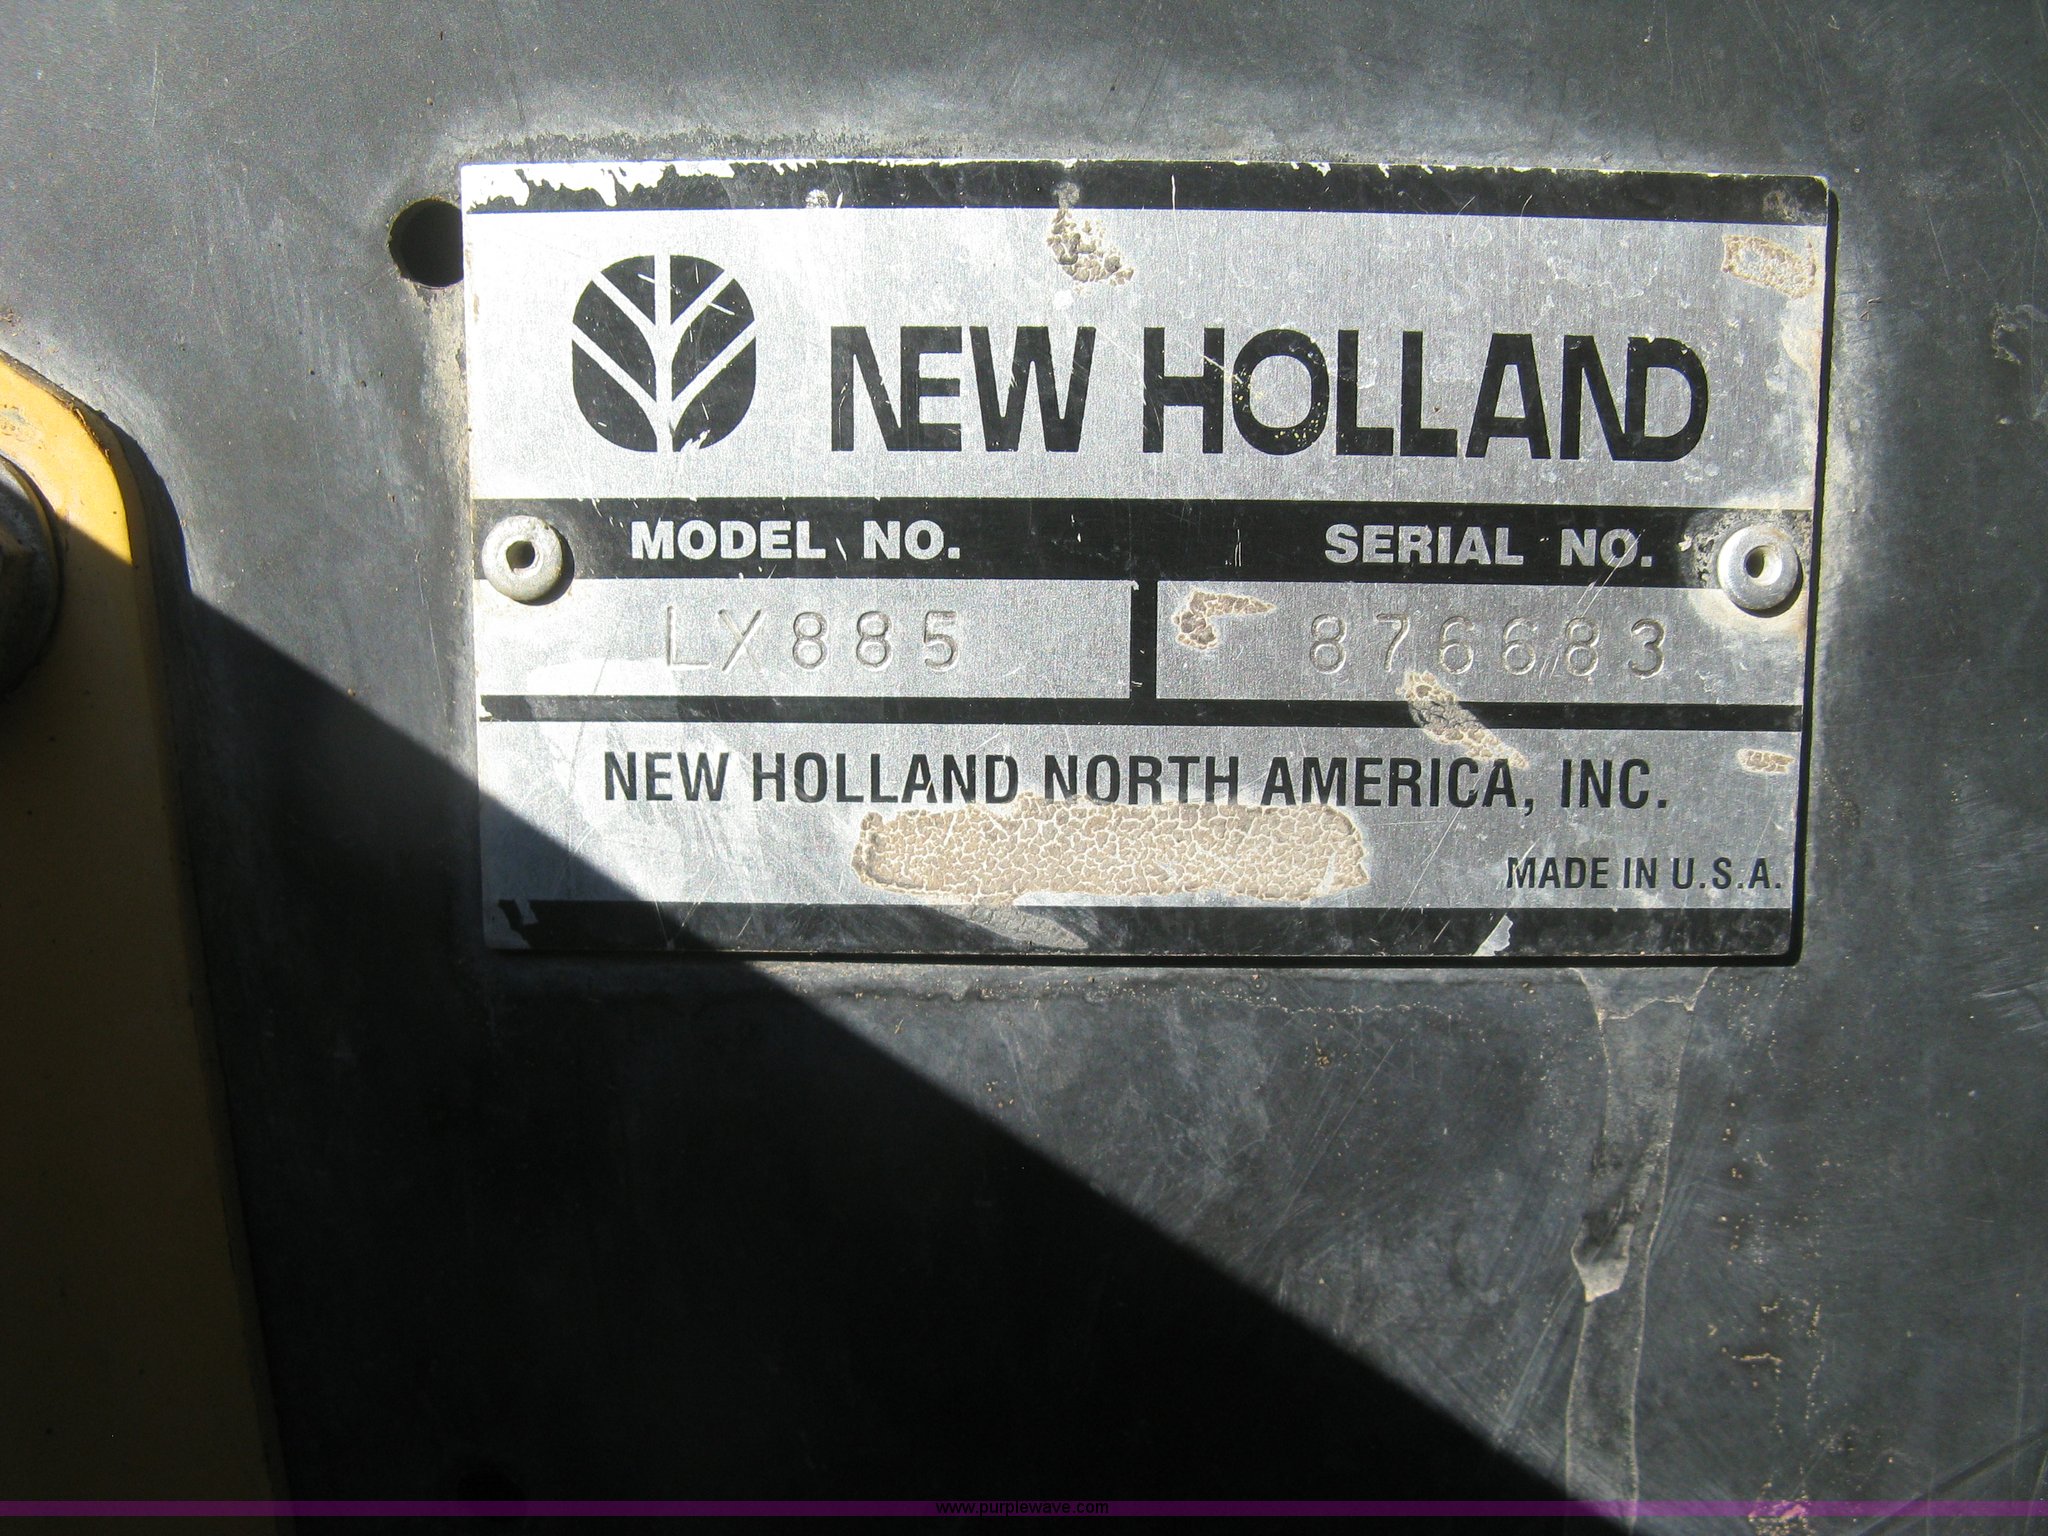 NEW HOLLAND
MODEL NO. SERIAL NO.
LX885 876683
NEW HOLLAND NORTH AMERICA, INC.
MADE IN U.S.A.
www.purplewave.com